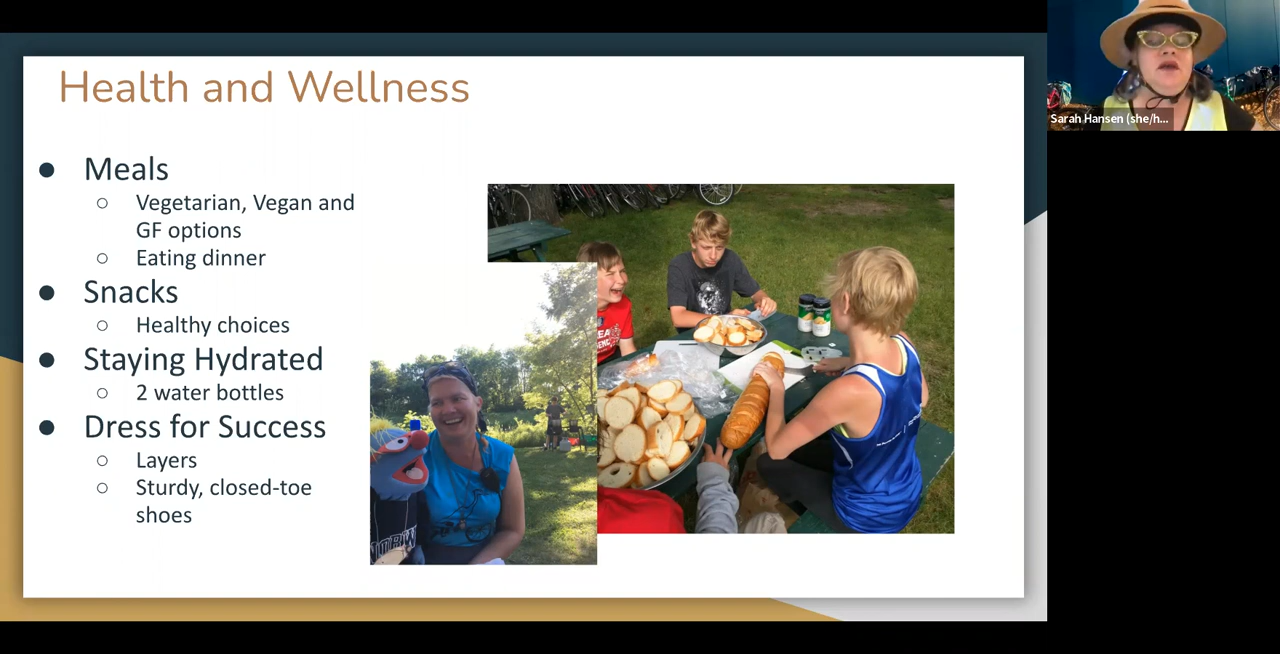 Health and Wellness
Meals
Vegetarian, Vegan and
GF options
Eating dinner
Snacks
Healthy choices
Staying Hydrated
2 water bottles
Dress for Success
Layers
Sturdy, closed-toe
shoes
Sarah Hansen (she/h...